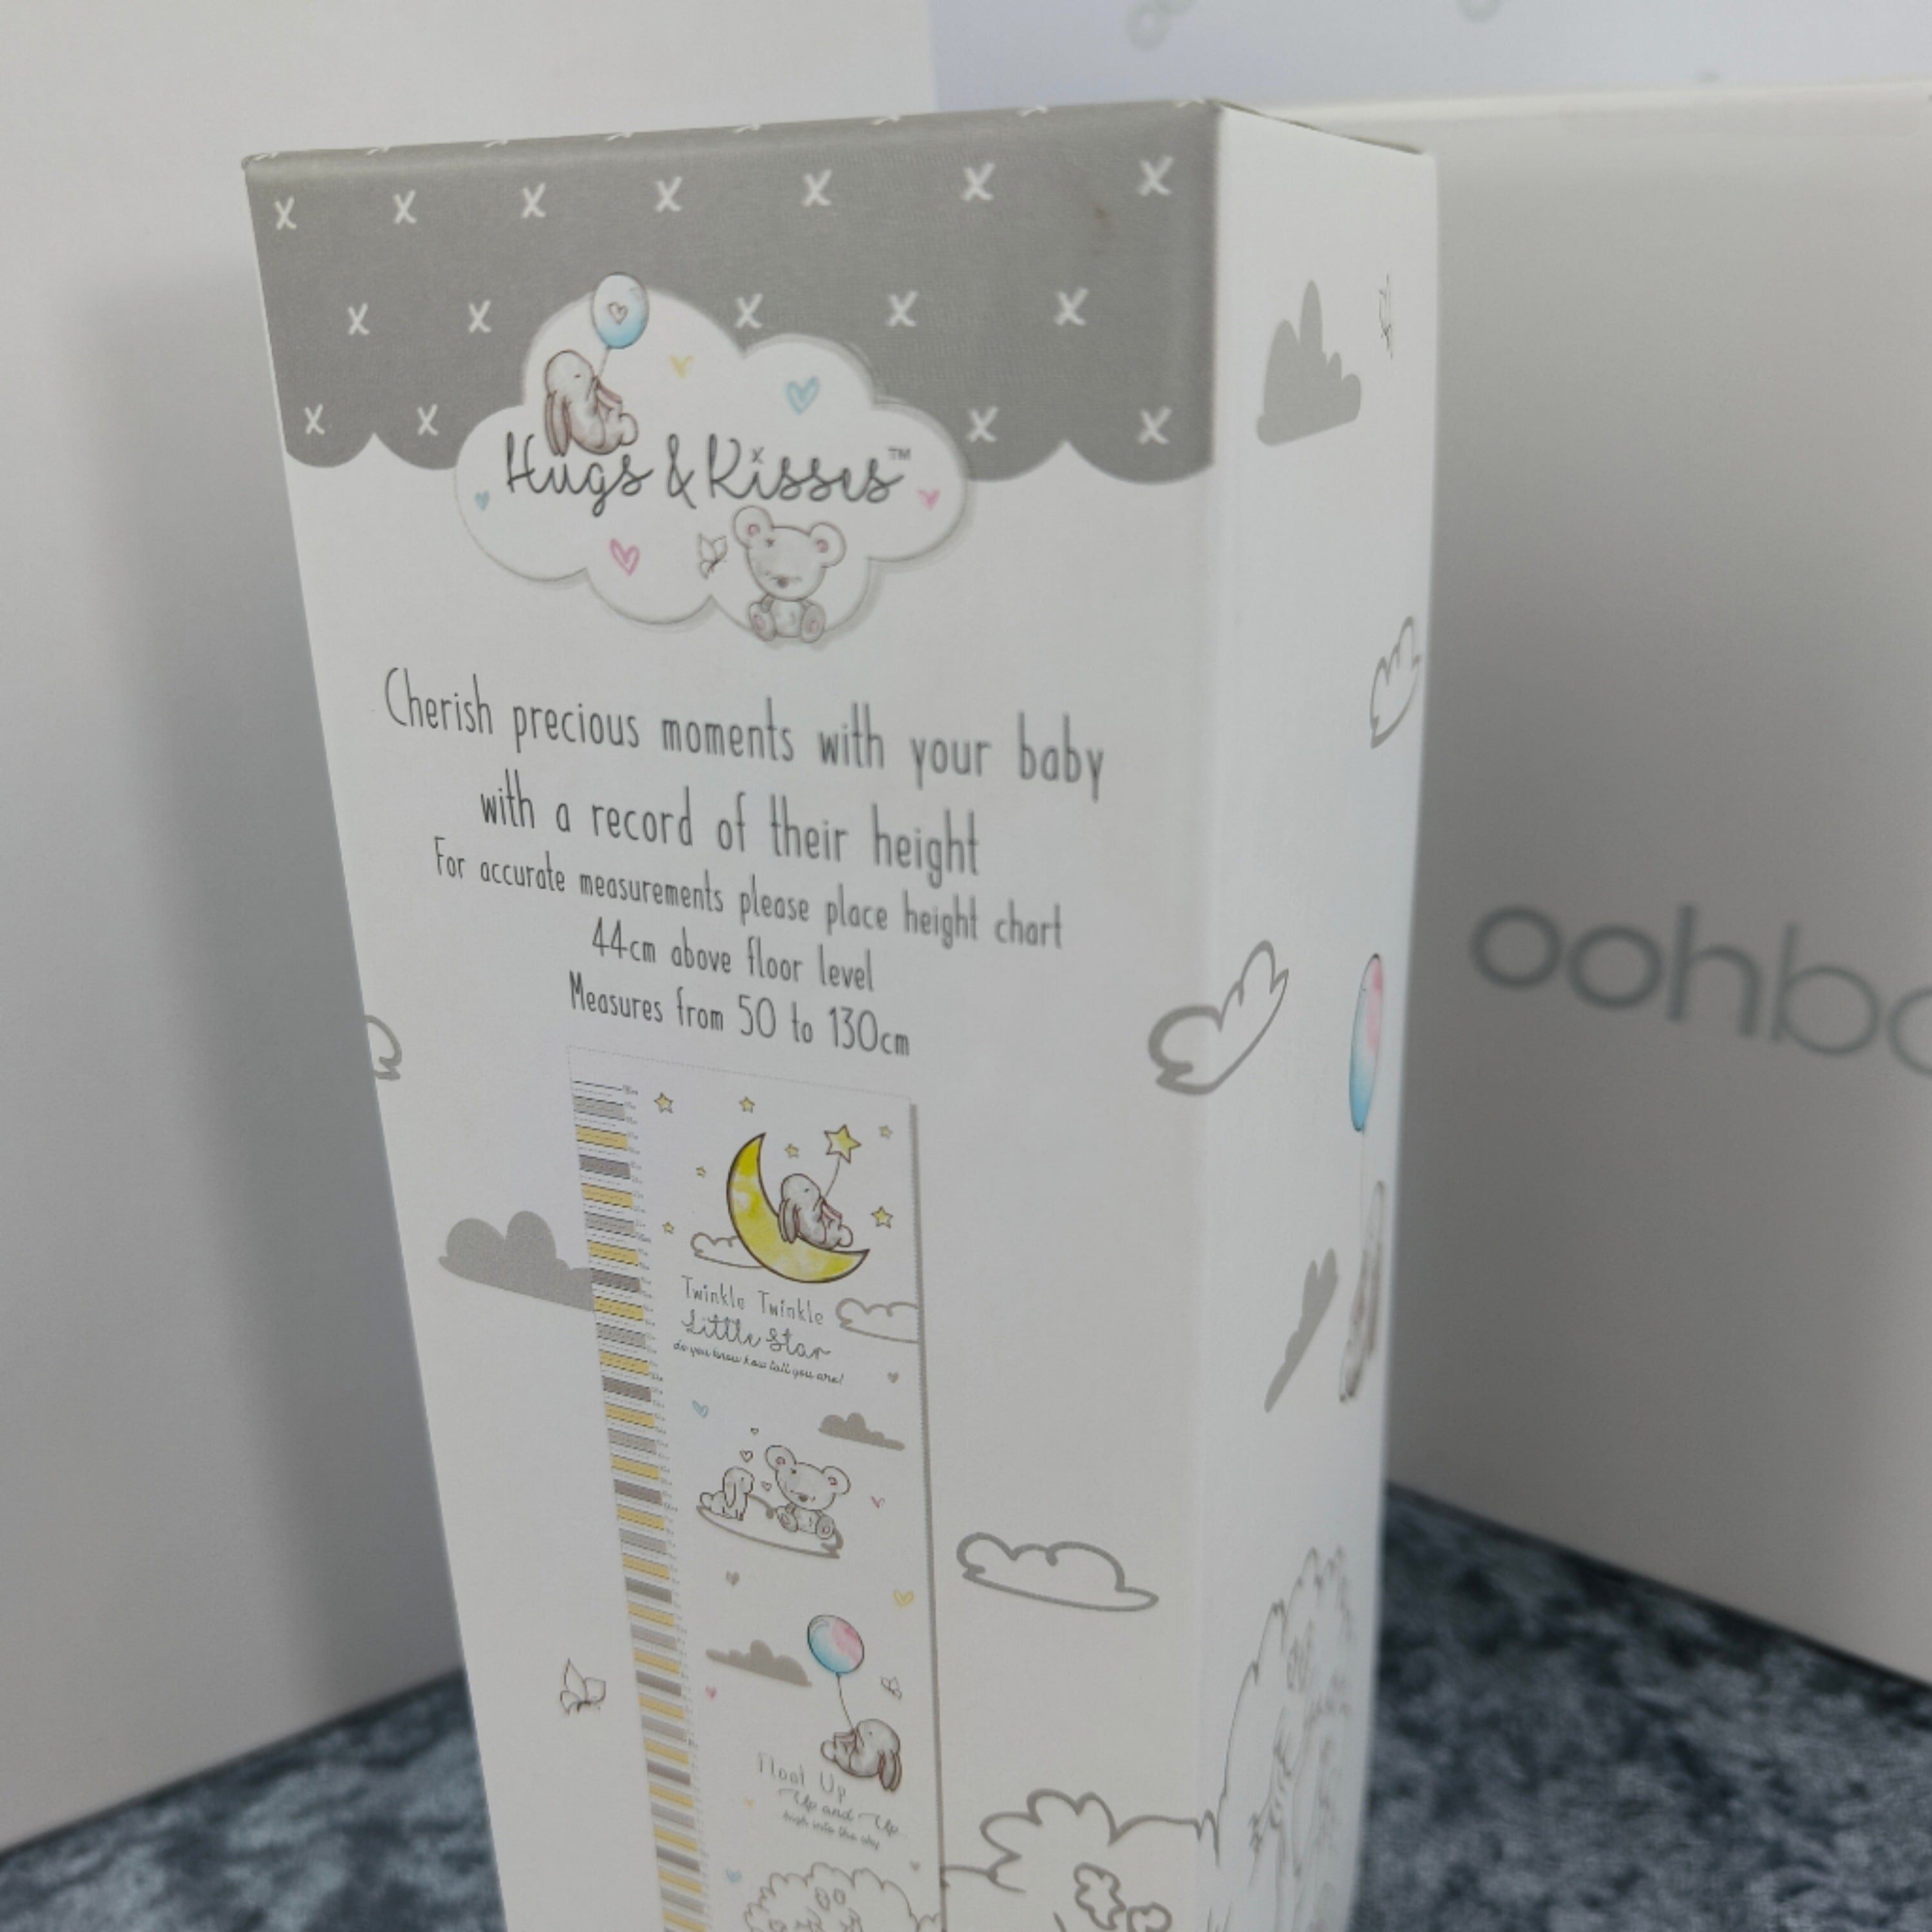 Hugs & Kisses™
Cherish precious moments with your baby
with a record of their height
For accurate measurements please place height chart
44cm above floor level
Measures from 50 to 130cm
Twinkle Twinkle
Little Star
do you know how tall you are!
Float Up
Up and Up
high into the sky
oohb